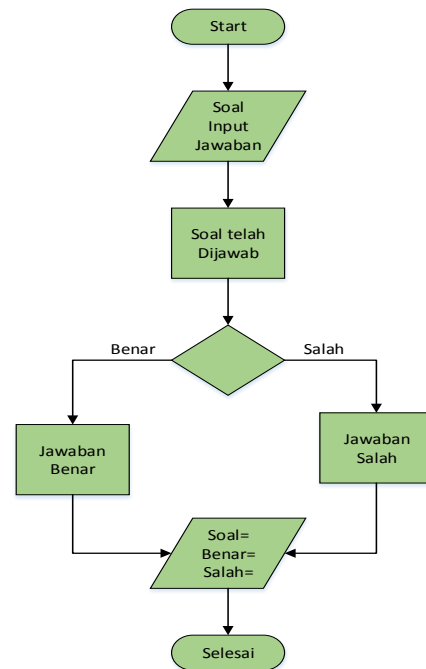 Start
Soal
Input
Jawaban
Soal telah
Dijawab
Benar
Salah
Jawaban
Benar
Jawaban
Salah
Soal=
Benar=
Salah=
Selesai